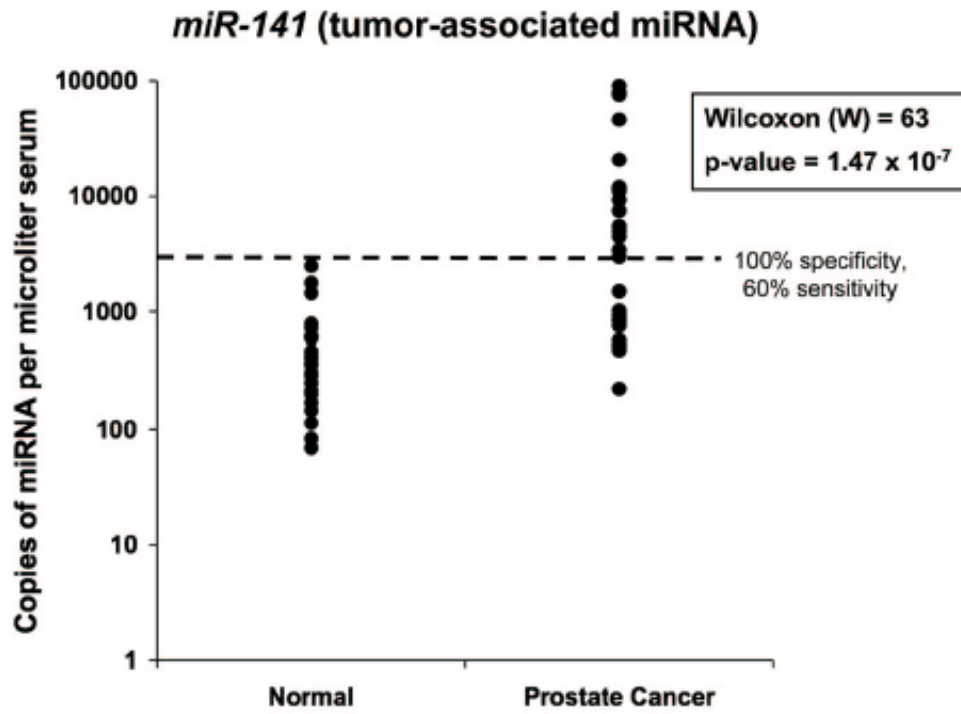 miR-141 (tumor-associated miRNA)
Copies of miRNA per microliter serum
100000
10000
1000
100
10
1
Wilcoxon (W) = 63
p-value = 1.47 x 10-7
100% specificity,
60% sensitivity
Normal
Prostate Cancer